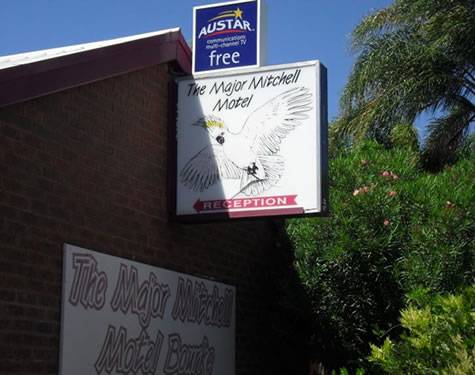 AUSTAR
communications
multi-channel TV
free
The Major Mitchell
Motel
RECEPTION
The Major Mitchell
Motel Bourke